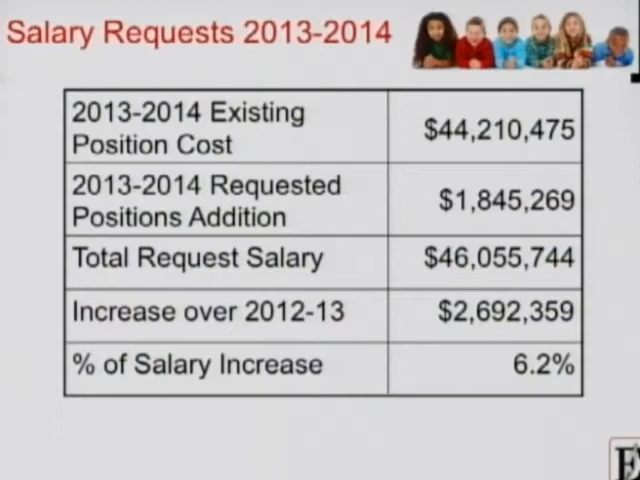 Salary Requests 2013-2014
2013-2014 Existing
Position Cost
$44,210,475
2013-2014 Requested
Positions Addition
$1,845,269
Total Request Salary
$46,055,744
Increase over 2012-13
$2,692,359
% of Salary Increase
6.2%
E